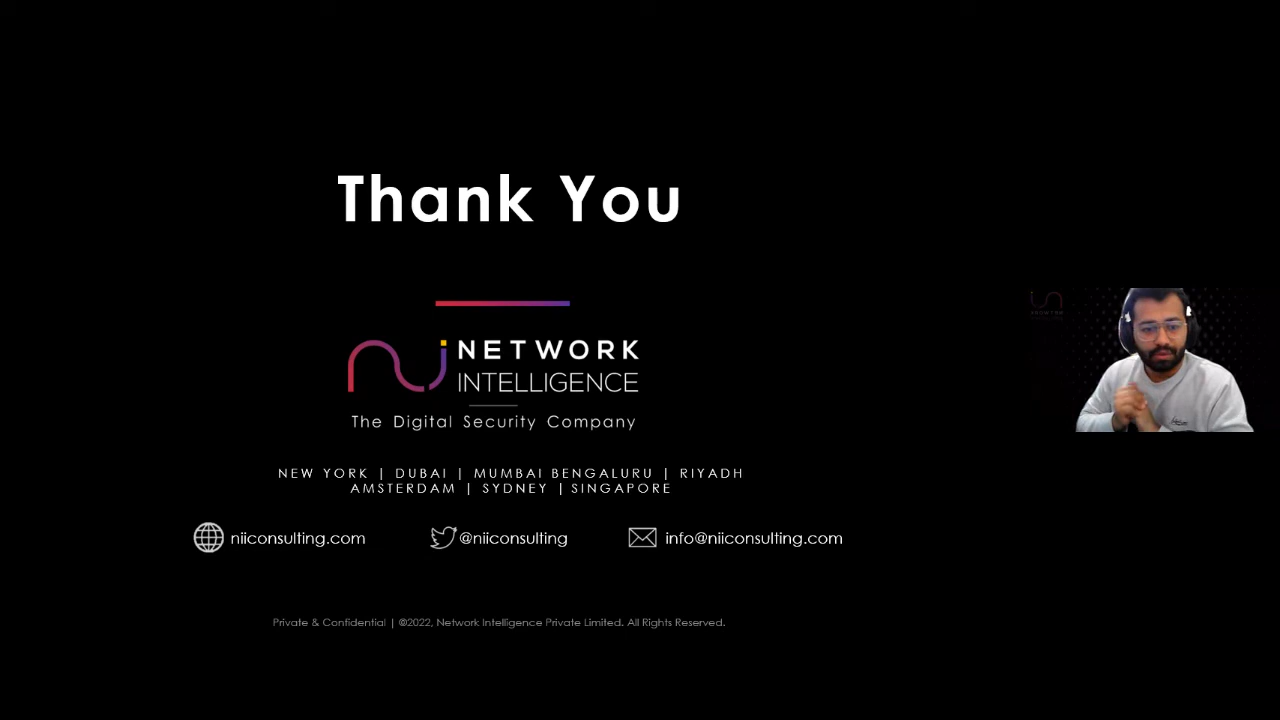 Thank You
NETWORK
INTELLIGENCE
The Digital Security Company
NEW YORK | DUBAI | MUMBAI BENGALURU | RIYADH
AMSTERDAM | SYDNEY | SINGAPORE
niiconsulting.com @niiconsulting info@niiconsulting.com
Private & Confidential | ©2022, Network Intelligence Private Limited. All Rights Reserved.